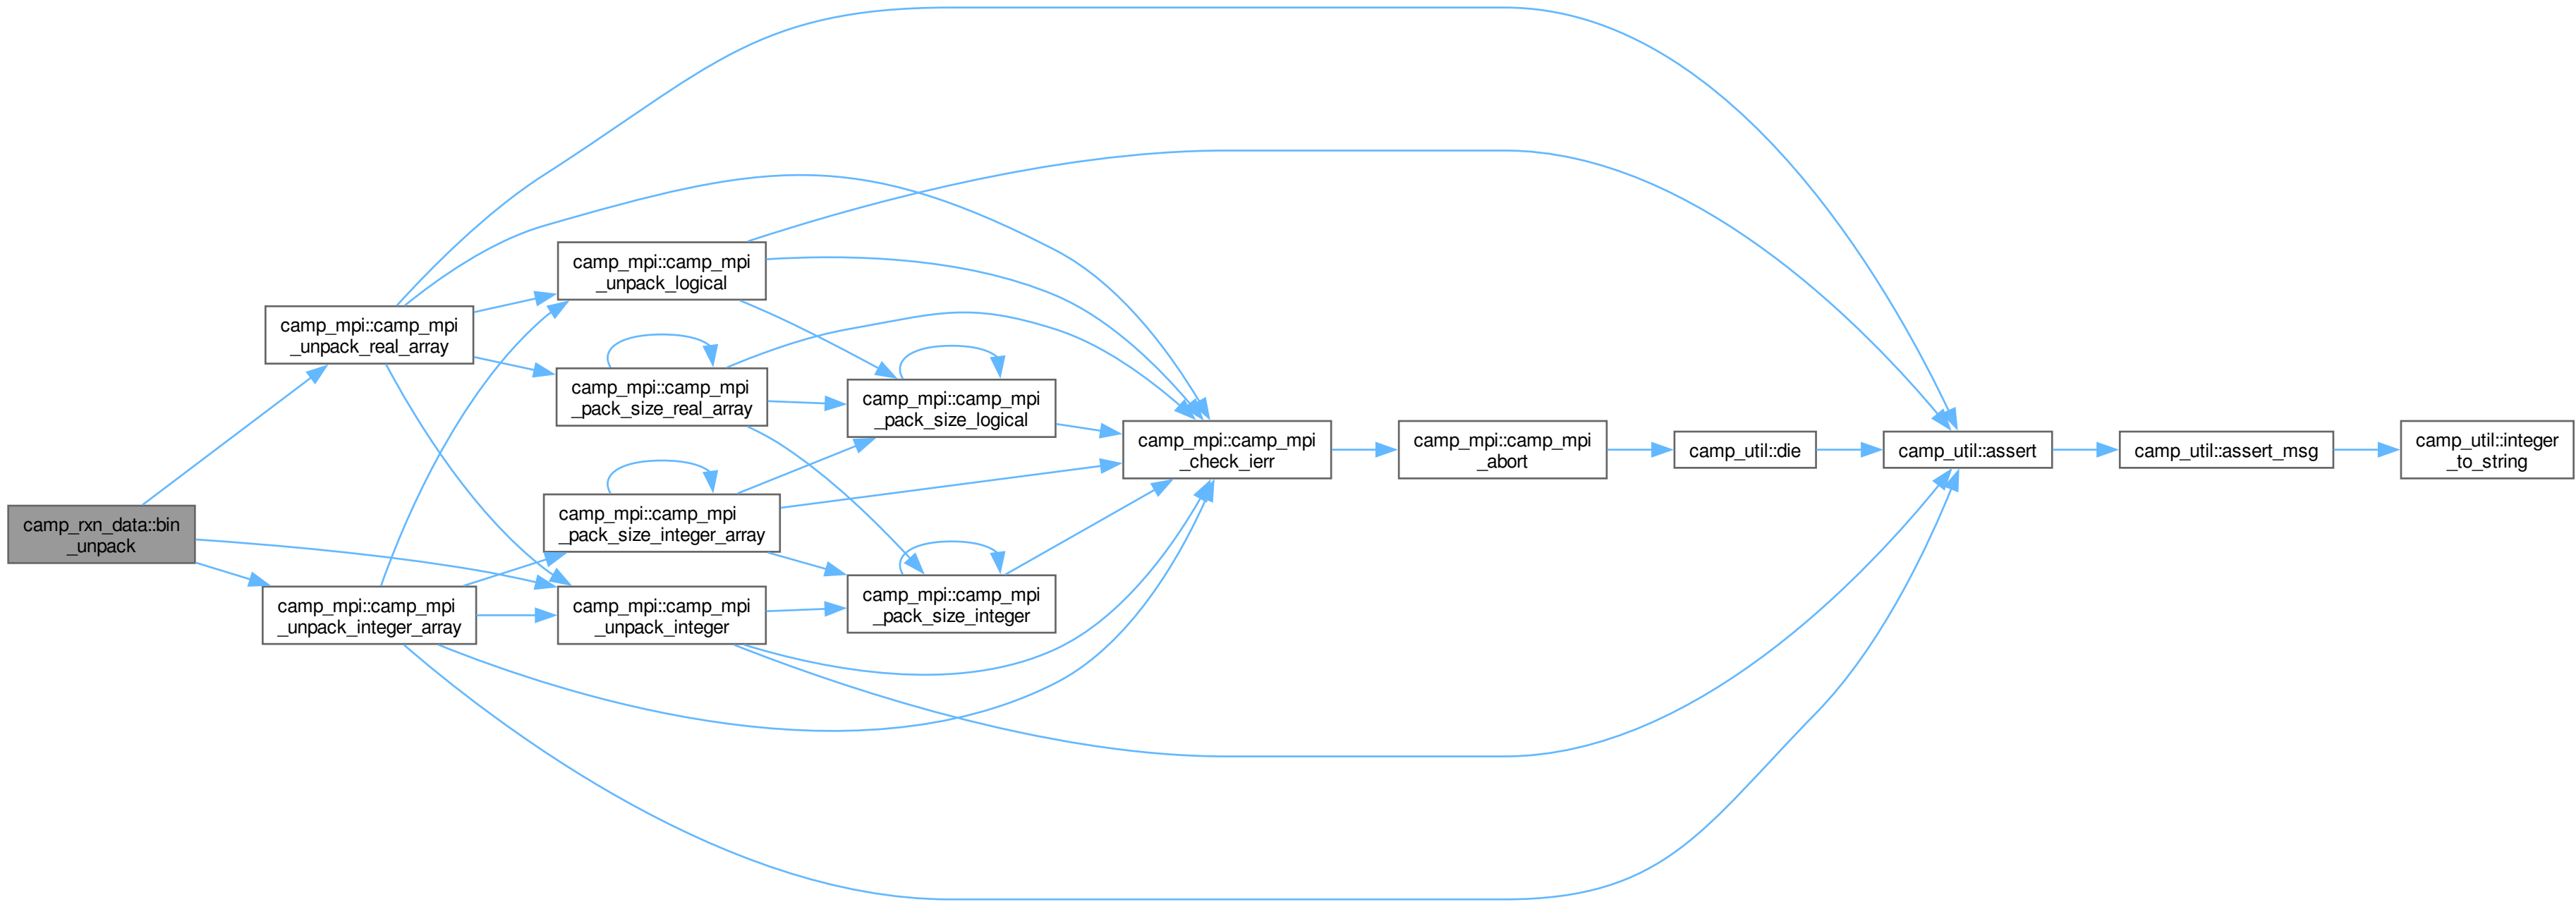 camp_rxn_data::bin
_unpack
camp_mpi::camp_mpi
_unpack_real_array
camp_mpi::camp_mpi
_unpack_integer_array
camp_mpi::camp_mpi
_unpack_logical
camp_mpi::camp_mpi
_pack_size_real_array
camp_mpi::camp_mpi
_pack_size_integer_array
camp_mpi::camp_mpi
_unpack_integer
camp_mpi::camp_mpi
_pack_size_logical
camp_mpi::camp_mpi
_pack_size_integer
camp_mpi::camp_mpi
_check_ierr
camp_mpi::camp_mpi
_abort
camp_util::die
camp_util::assert
camp_util::assert_msg
camp_util::integer
_to_string